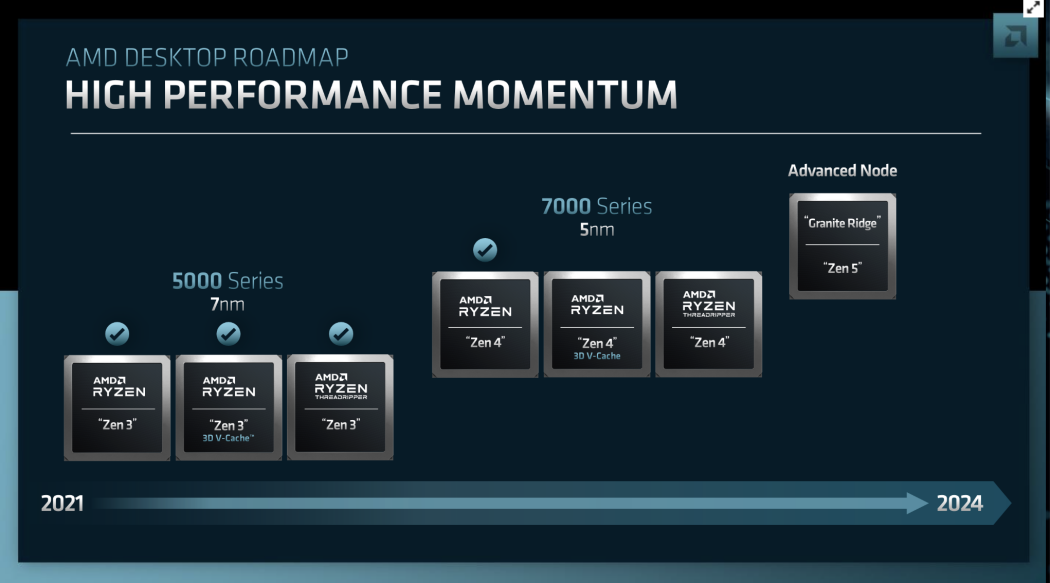 AMD DESKTOP ROADMAP
HIGH PERFORMANCE MOMENTUM
Advanced Node
"Granite Ridge"
"Zen 5"
7000 Series
5nm
AMD
RYZEN
"Zen 4"
AMD
RYZEN
"Zen 4"
3D V-Cache
AMD
RYZEN
THREADRIPPER
"Zen 4"
5000 Series
7nm
AMD
RYZEN
"Zen 3"
AMD
RYZEN
"Zen 3"
3D V-Cache™
AMD
RYZEN
THREADRIPPER
"Zen 3"
2021
2024